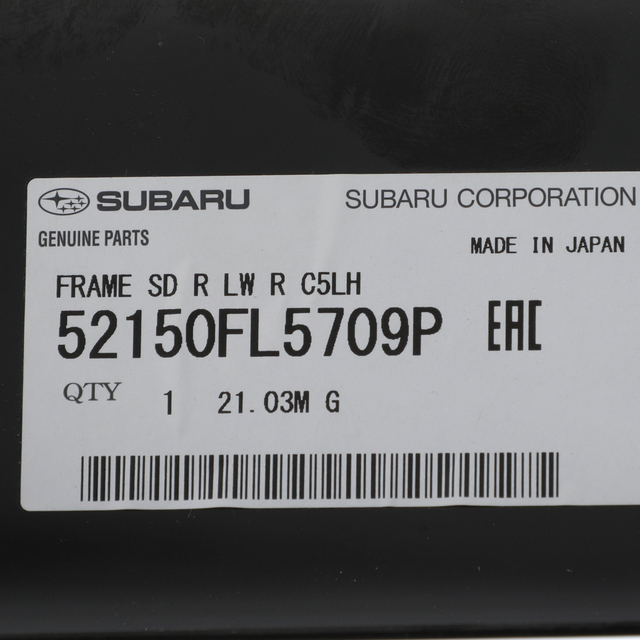 SUBARU SUBARU CORPORATION
GENUINE PARTS MADE IN JAPAN
FRAME SD R LW R C5LH
52150FL5709P EAC
QTY 1 21.03M G